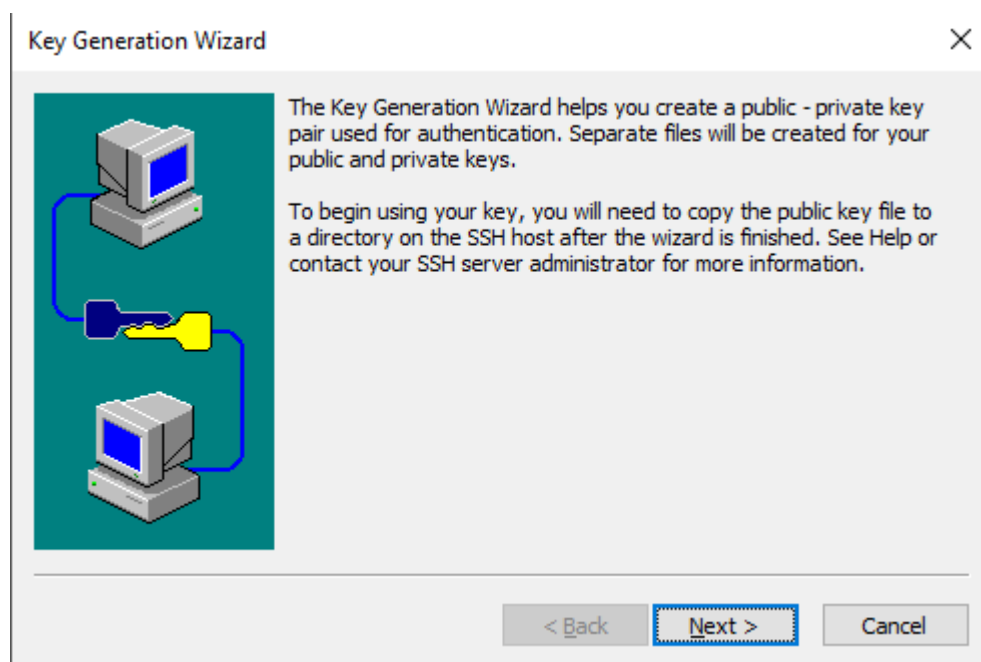 Key Generation Wizard
The Key Generation Wizard helps you create a public - private key
pair used for authentication. Separate files will be created for your
public and private keys.
To begin using your key, you will need to copy the public key file to
a directory on the SSH host after the wizard is finished. See Help or
contact your SSH server administrator for more information.
< Back
Next >
Cancel